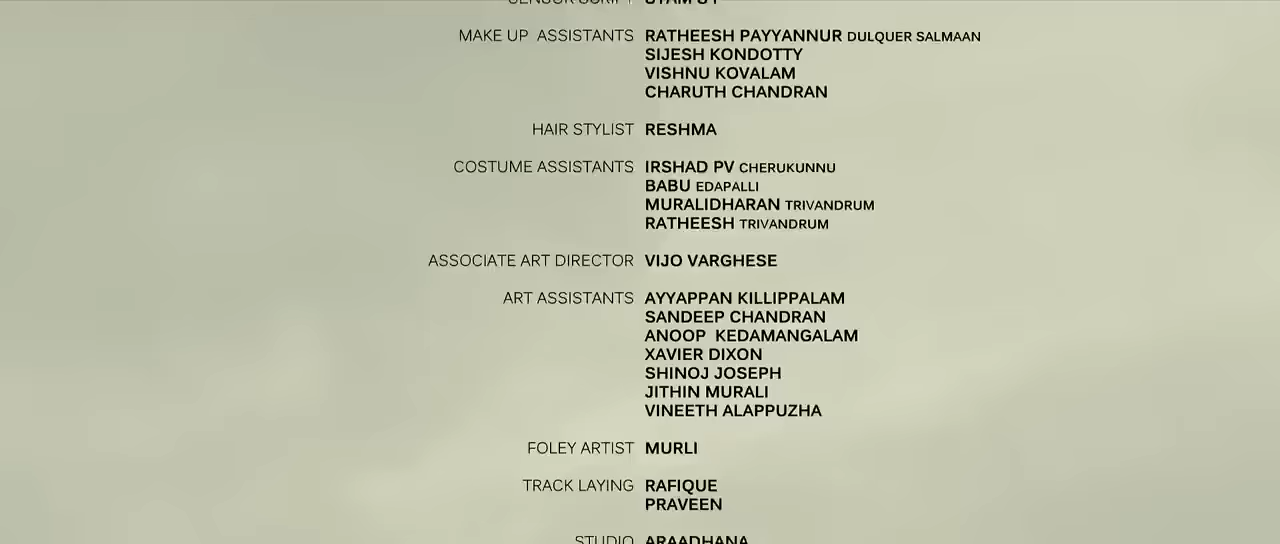 MAKE UP ASSISTANTS RATHEESH PAYYANNUR DULQUER SALMAAN
SIJESH KONDOTTY
VISHNU KOVALAM
CHARUTH CHANDRAN
HAIR STYLIST RESHMA
COSTUME ASSISTANTS IRSHAD PV CHERUKUNNU
BABU EDAPALLI
MURALIDHARAN TRIVANDRUM
RATHEESH TRIVANDRUM
ASSOCIATE ART DIRECTOR VIJO VARGHESE
ART ASSISTANTS AYYAPPAN KILLIPPALAM
SANDEEP CHANDRAN
ANOOP KEDAMANGALAM
XAVIER DIXON
SHINOJ JOSEPH
JITHIN MURALI
VINEETH ALAPPUZHA
FOLEY ARTIST MURLI
TRACK LAYING RAFIQUE
PRAVEEN
STUDIO ARAADHANA